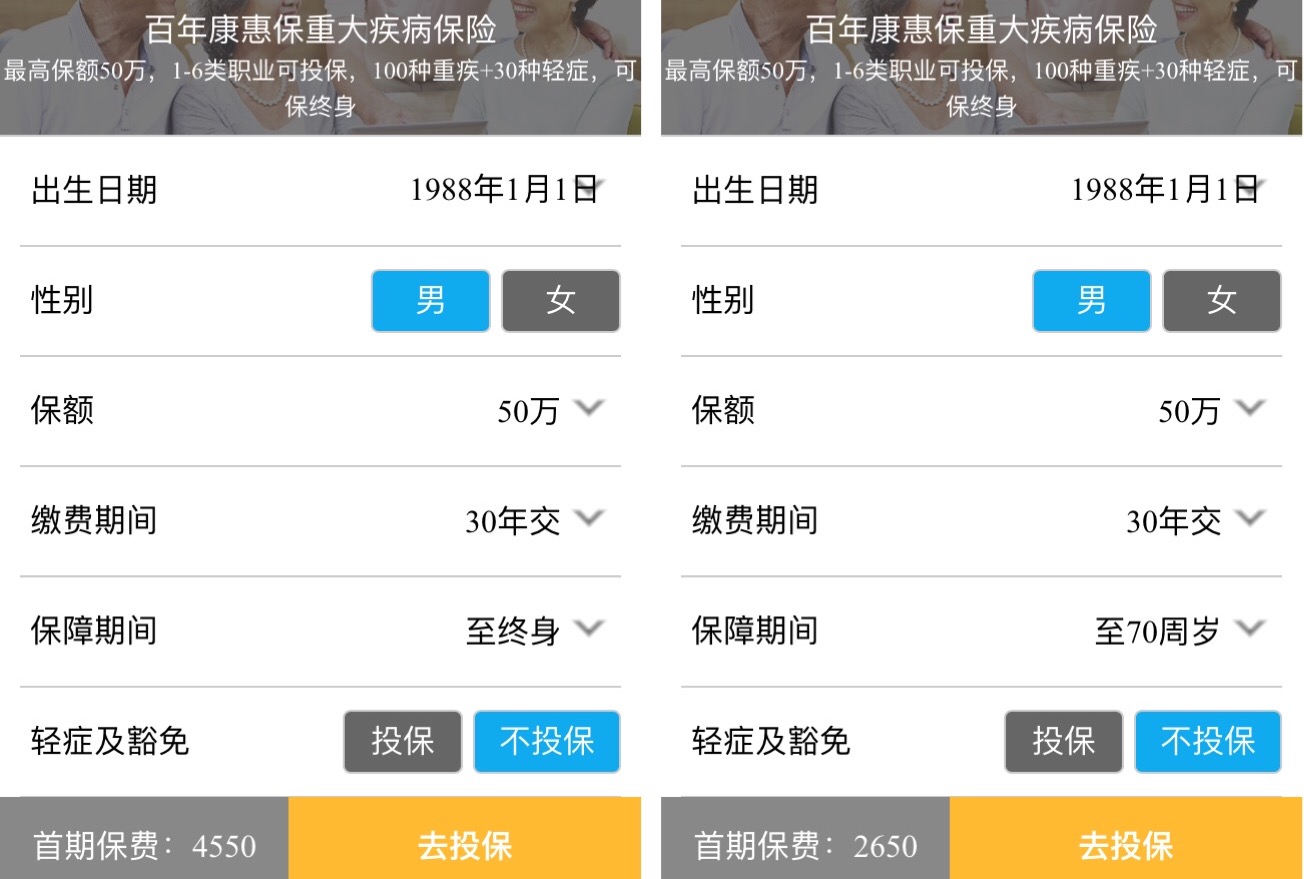 百年康惠保重大疾病保险
最高保额50万，1-6类职业可投保，100种重疾+30种轻症，可
保终身
出生日期 1988年1月1日
性别 男 女
保额 50万
缴费期间 30年交
保障期间 至终身
轻症及豁免 投保 不投保
首期保费：4550 去投保
百年康惠保重大疾病保险
最高保额50万，1-6类职业可投保，100种重疾+30种轻症，可
保终身
出生日期 1988年1月1日
性别 男 女
保额 50万
缴费期间 30年交
保障期间 至70周岁
轻症及豁免 投保 不投保
首期保费：2650 去投保